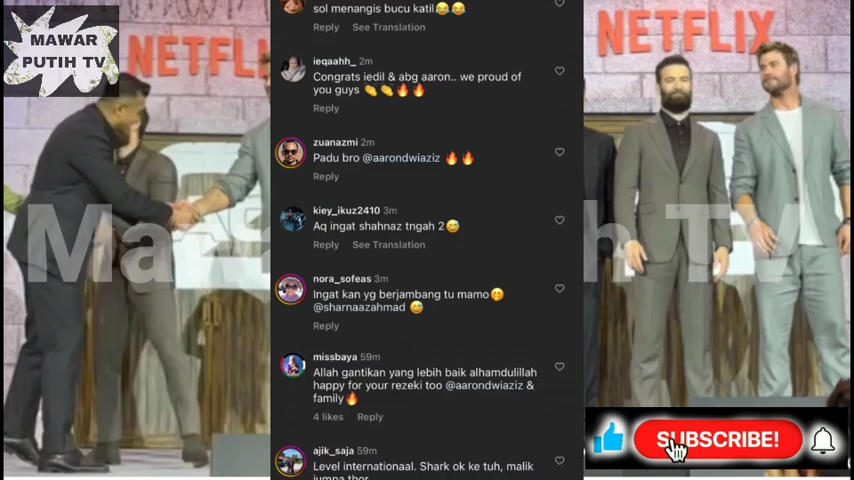 MAWAR
PUTIH TV
NETFLIX
NETFLIX
sol menangis bucu katil😂😂
Reply See Translation
ieqaahh_ 2m
Congrats iedil & abg aaron.. we proud of
you guys 👏👏🔥🔥
Reply
zuanazmi 2m
Padu bro @aarondwiaziz 🔥🔥
Reply
kiey_ikuz2410 3m
Aq ingat shahnaz tngah 2😅
Reply See Translation
nora_sofeas 3m
Ingat kan yg berjambang tu mamo🤭
@sharnaazahmad 😅
Reply
missbaya 59m
Allah gantikan yang lebih baik alhamdulillah
happy for your rezeki too @aarondwiaziz &
family🔥
4 likes Reply
ajik_saja 59m
Level internationaal. Shark ok ke tuh, malik
jumpa thor
SUBSCRIBE!